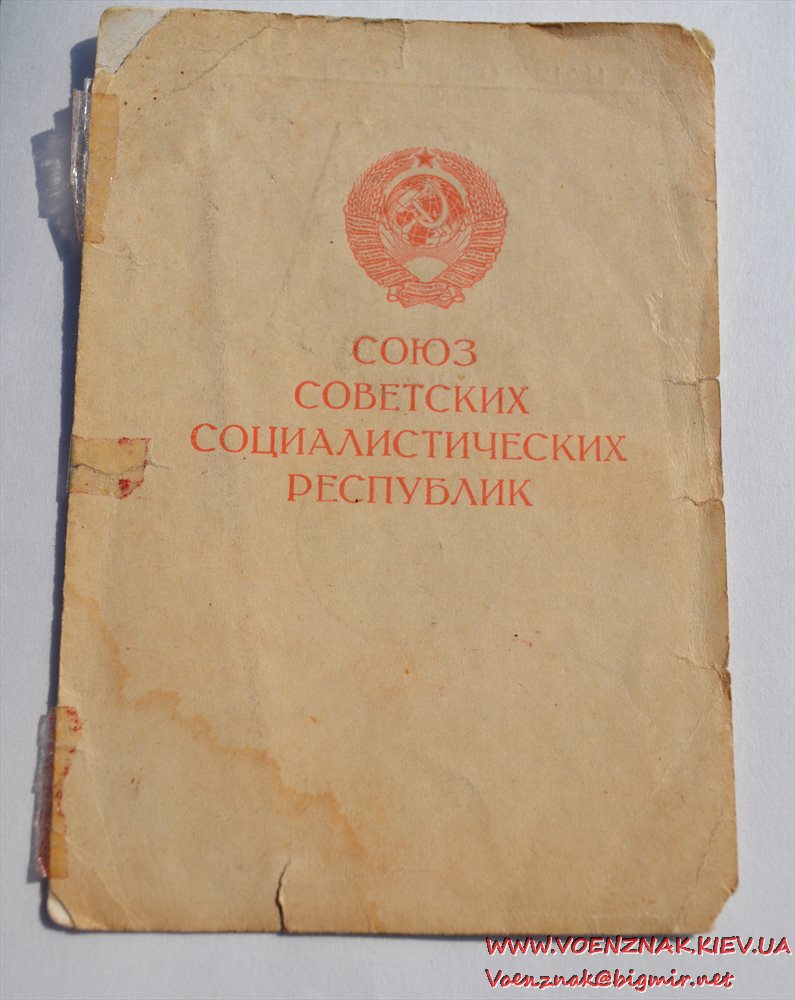 СОЮЗ
СОВЕТСКИХ
СОЦИАЛИСТИЧЕСКИХ
РЕСПУБЛИК
WWW.VOENZNAK.KIEV.UA
Voenznak@bigmir.net